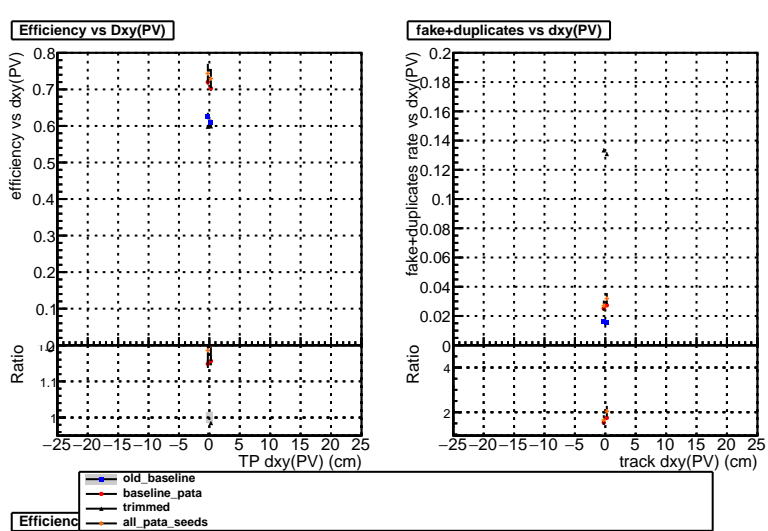 Efficiency vs Dxy(PV)
fake+duplicates vs dxy(PV)
efficiency vs dxy(PV)
0.8
0.7
0.6
0.5
0.4
0.3
0.2
0.1
0
Ratio
1.1
1
−25 −20 −15 −10 −5 0 5 10 15 20 25
TP dxy(PV) (cm)
fake+duplicates rate vs dxy(PV)
0.2
0.18
0.16
0.14
0.12
0.1
0.08
0.06
0.04
0.02
0
Ratio
4
2
−25 −20 −15 −10 −5 0 5 10 15 20 25
track dxy(PV) (cm)
old_baseline
baseline_pata
trimmed
all_pata_seeds
Efficienc